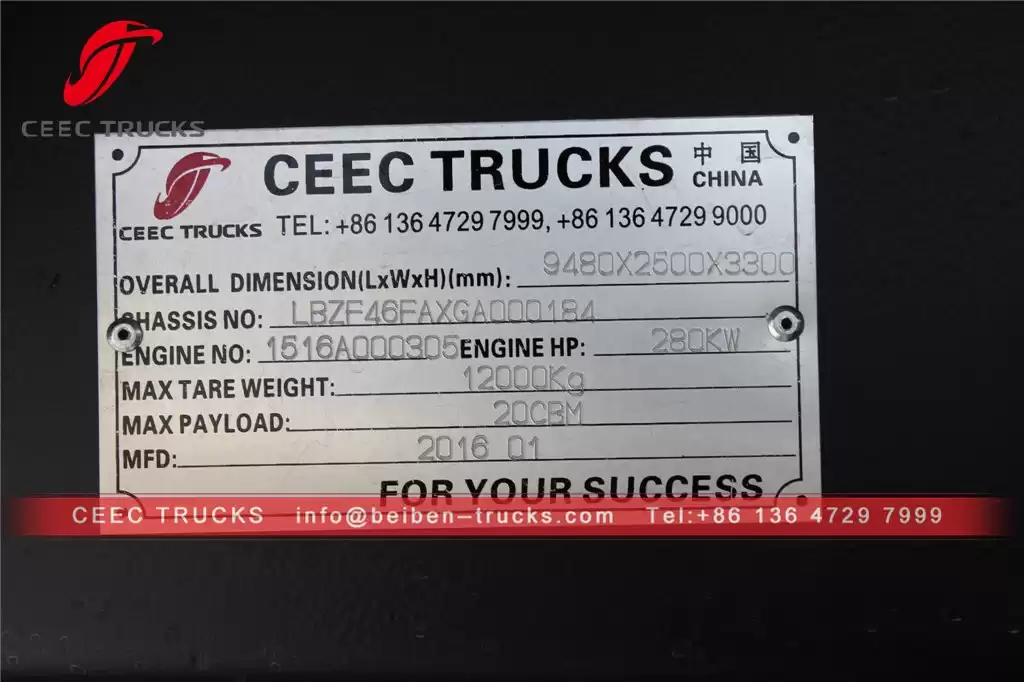 CEEC TRUCKS
CEEC TRUCKS 中国
CHINA
CEEC TRUCKS TEL: +86 136 4729 7999, +86 136 4729 9000
OVERALL DIMENSION(LxWxH)(mm): 9480X2500X3300
CHASSIS NO: LBZF46FAXGA000184
ENGINE NO: 1516A000305 ENGINE HP: 280KW
MAX TARE WEIGHT: 12000Kg
MAX PAYLOAD: 20CBM
MFD: 2016 01
FOR YOUR SUCCESS
CEEC TRUCKS info@beiben-trucks.com Tel:+86 136 4729 7999